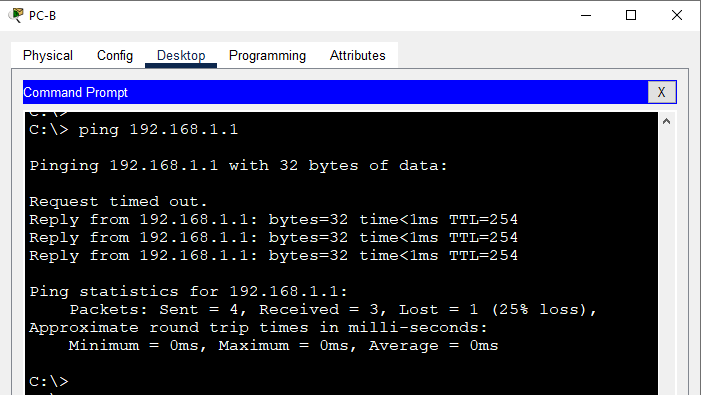 PC-B
Physical Config Desktop Programming Attributes
Command Prompt X
C:\>
C:\> ping 192.168.1.1
Pinging 192.168.1.1 with 32 bytes of data:
Request timed out.
Reply from 192.168.1.1: bytes=32 time<1ms TTL=254
Reply from 192.168.1.1: bytes=32 time<1ms TTL=254
Reply from 192.168.1.1: bytes=32 time<1ms TTL=254
Ping statistics for 192.168.1.1:
Packets: Sent = 4, Received = 3, Lost = 1 (25% loss),
Approximate round trip times in milli-seconds:
Minimum = 0ms, Maximum = 0ms, Average = 0ms
C:\>